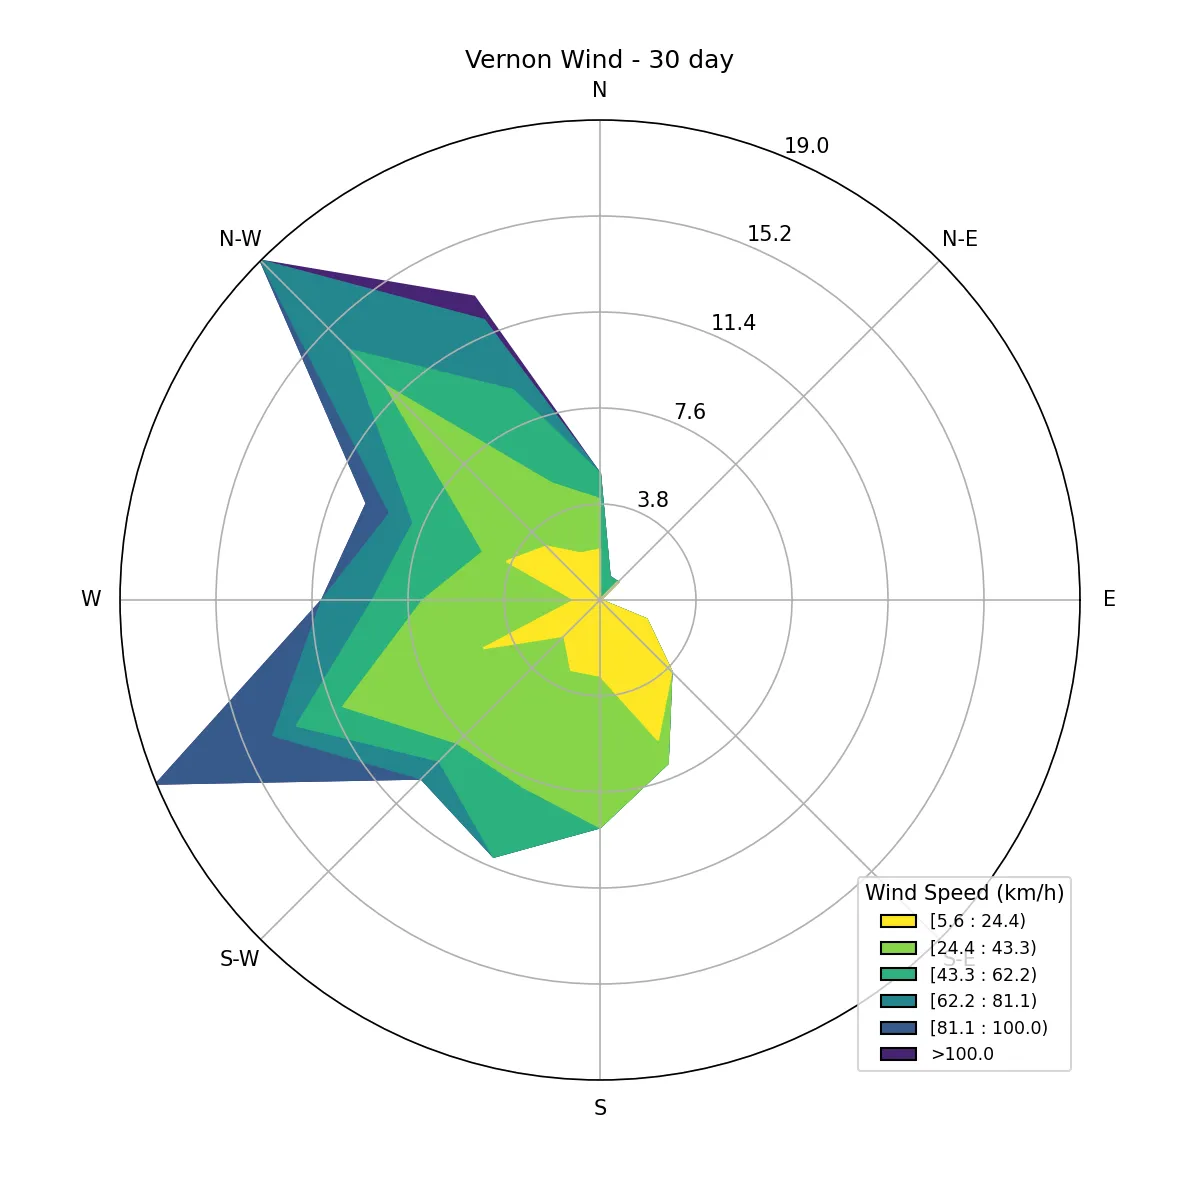 Vernon Wind - 30 day
N
19.0
15.2
N-W
N-E
11.4
7.6
3.8
W
E
Wind Speed (km/h)
[5.6 : 24.4)
[24.4 : 43.3)
S-W
S-E
[43.3 : 62.2)
[62.2 : 81.1)
[81.1 : 100.0)
>100.0
S